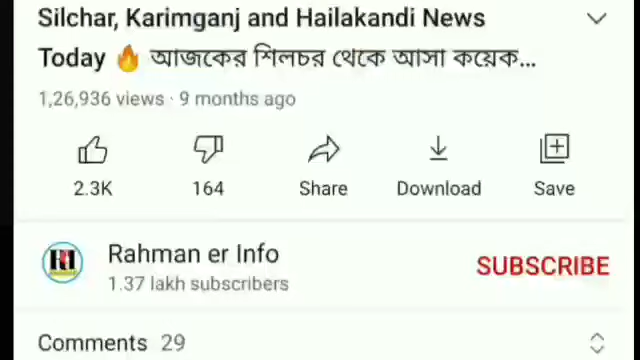 Silchar, Karimganj and Hailakandi News
Today 🔥 আজকের শিলচর থেকে আসা কয়েক...
1,26,936 views · 9 months ago
2.3K 164 Share Download Save
Rahman er Info
1.37 lakh subscribers
SUBSCRIBE
Comments 29